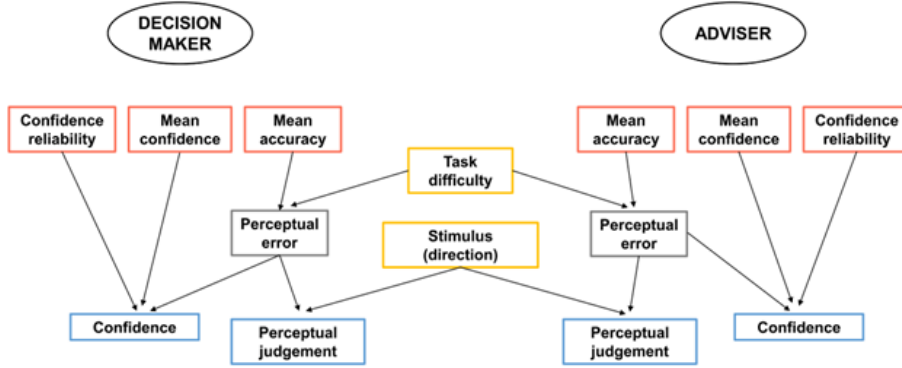 DECISION
MAKER
ADVISER
Confidence
reliability
Mean
confidence
Mean
accuracy
Mean
accuracy
Mean
confidence
Confidence
reliability
Task
difficulty
Perceptual
error
Stimulus
(direction)
Perceptual
error
Confidence
Perceptual
judgement
Perceptual
judgement
Confidence